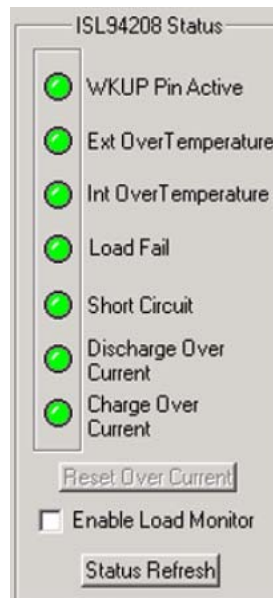 ISL94208 Status
WKUP Pin Active
Ext OverTemperature
Int OverTemperature
Load Fail
Short Circuit
Discharge Over
Current
Charge Over
Current
Reset Over Current
Enable Load Monitor
Status Refresh